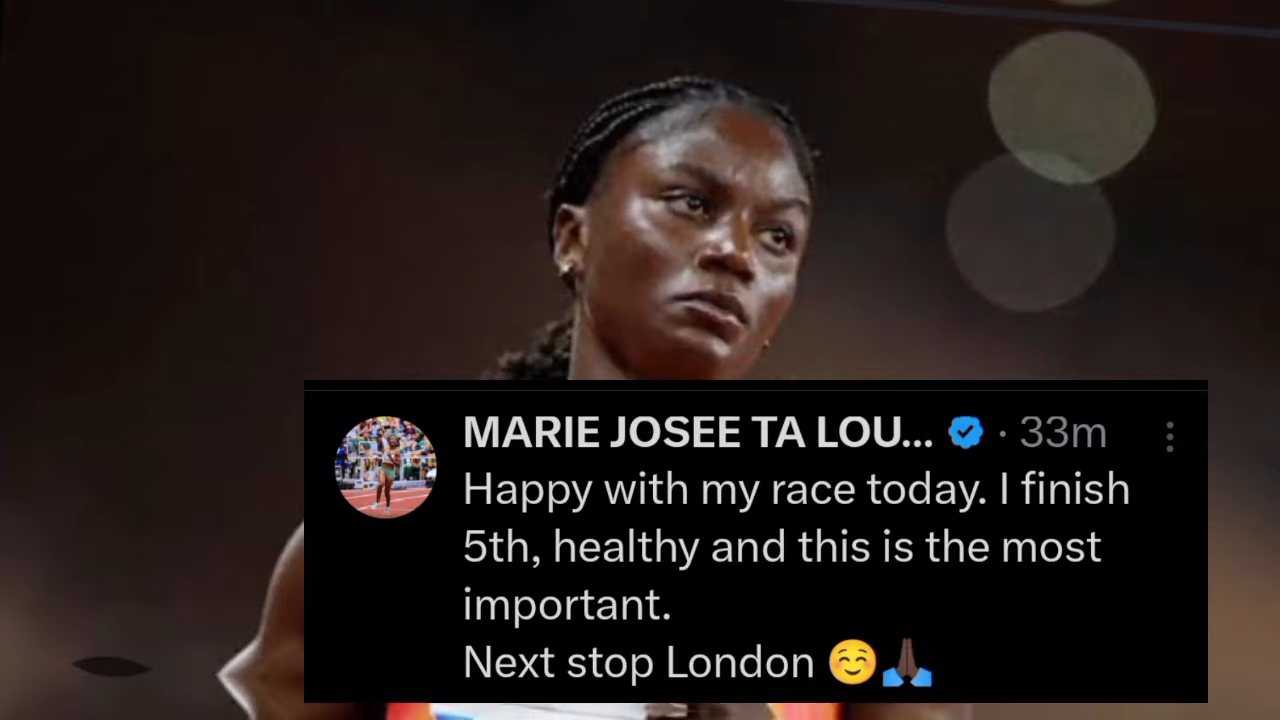 MARIE JOSEE TA LOU... · 33m
Happy with my race today. I finish
5th, healthy and this is the most
important.
Next stop London ☺️🙏🏿